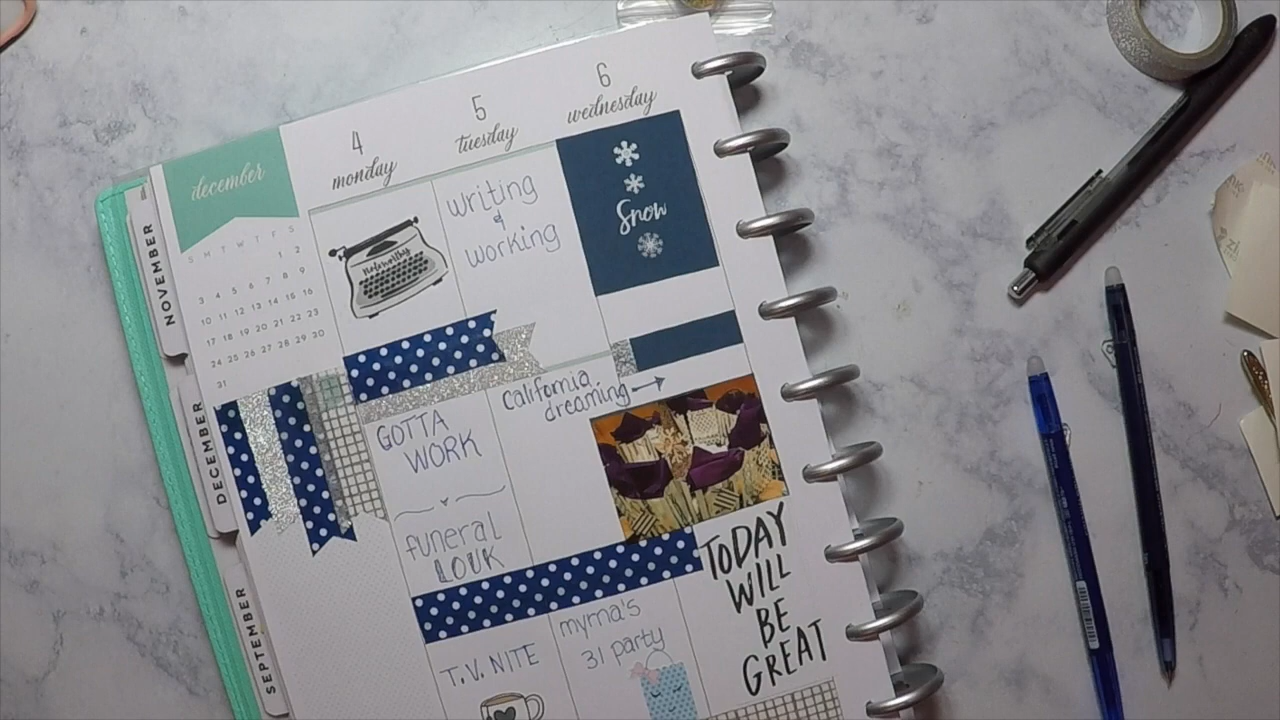 december
S M T W T F S
1 2
3 4 5 6 7 8 9
10 11 12 13 14 15 16
17 18 19 20 21 22 23
24 25 26 27 28 29 30
31
NOVEMBER
DECEMBER
SEPTEMBER
4
monday
5
tuesday
6
wednesday
Noteworthy
writing
&
working
Snow
GOTTA
WORK
funeral
LOUK
California
dreaming →
T.V. NITE
myrna's
31 party
TODAY
WILL
BE
GREAT